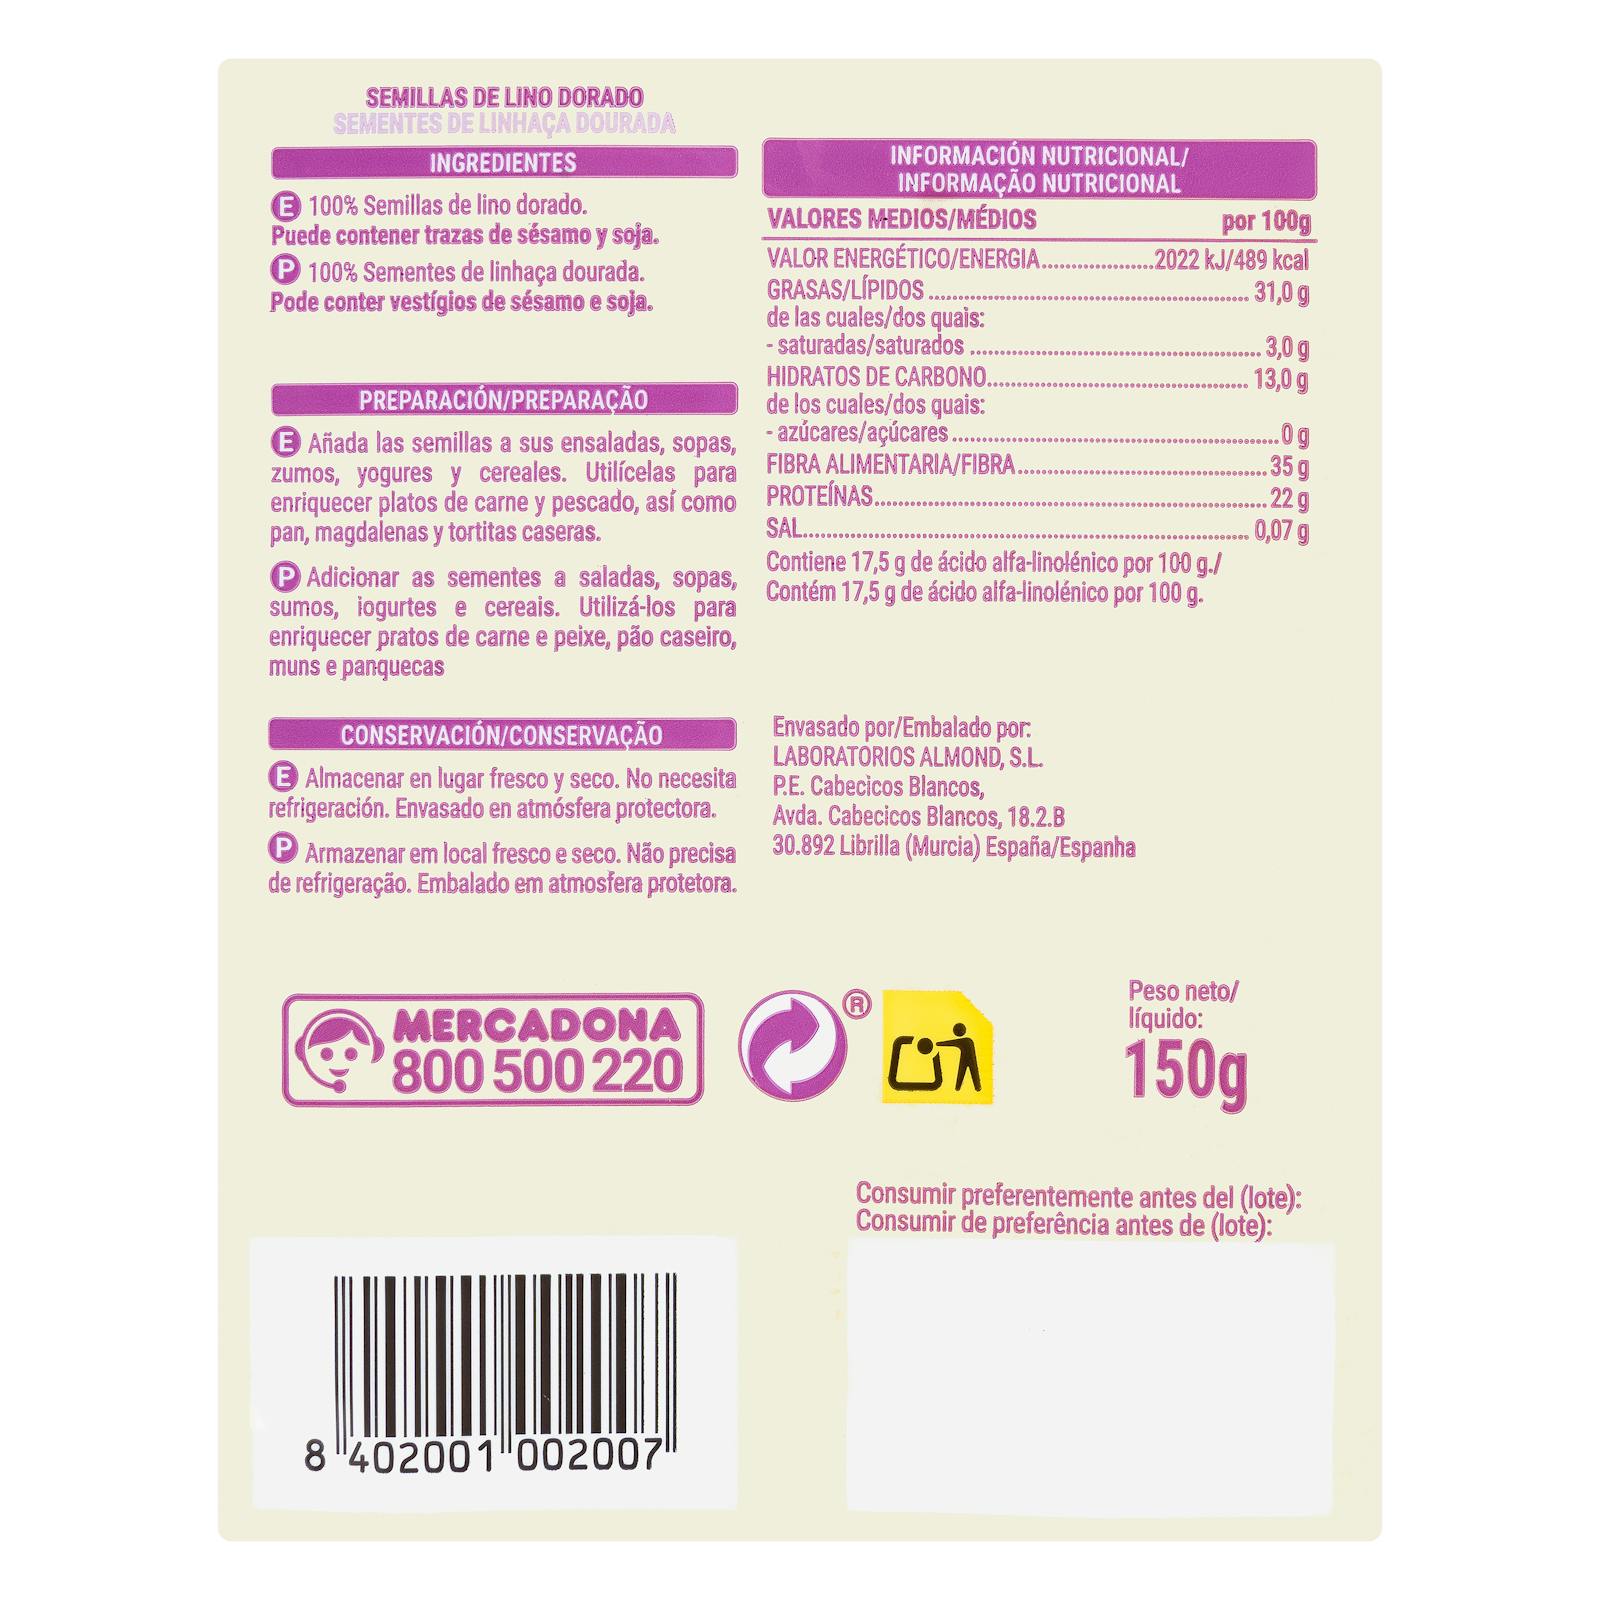 SEMILLAS DE LINO DORADO
SEMENTES DE LINHAÇA DOURADA
INGREDIENTES
E 100% Semillas de lino dorado.
Puede contener trazas de sésamo y soja.
P 100% Sementes de linhaça dourada.
Pode conter vestígios de sésamo e soja.
PREPARACIÓN/PREPARAÇÃO
E Añada las semillas a sus ensaladas, sopas,
zumos, yogures y cereales. Utilícelas para
enriquecer platos de carne y pescado, así como
pan, magdalenas y tortitas caseras.
P Adicionar as sementes a saladas, sopas,
sumos, iogurtes e cereais. Utilizá-los para
enriquecer pratos de carne e peixe, pão caseiro,
muns e panquecas
CONSERVACIÓN/CONSERVAÇÃO
E Almacenar en lugar fresco y seco. No necesita
refrigeración. Envasado en atmósfera protectora.
P Armazenar em local fresco e seco. Não precisa
de refrigeração. Embalado em atmosfera protetora.
INFORMACIÓN NUTRICIONAL/
INFORMAÇÃO NUTRICIONAL
VALORES MEDIOS/MÉDIOS por 100g
VALOR ENERGÉTICO/ENERGIA....................2022 kJ/489 kcal
GRASAS/LÍPIDOS .................... 31,0 g
de las cuales/dos quais:
- saturadas/saturados .................... 3,0 g
HIDRATOS DE CARBONO.................... 13,0 g
de los cuales/dos quais:
- azúcares/açúcares ....................0 g
FIBRA ALIMENTARIA/FIBRA .................... 35 g
PROTEÍNAS.................... 22 g
SAL.................... 0,07 g
Contiene 17,5 g de ácido alfa-linolénico por 100 g./
Contém 17,5 g de ácido alfa-linolénico por 100 g.
Envasado por/Embalado por:
LABORATORIOS ALMOND, S.L.
P.E. Cabecicos Blancos,
Avda. Cabecicos Blancos, 18.2.B
30.892 Librilla (Murcia) España/Espanha
MERCADONA
800 500 220
®
Peso neto/
líquido:
150g
Consumir preferentemente antes del (lote):
Consumir de preferência antes de (lote):
8 402001 002007